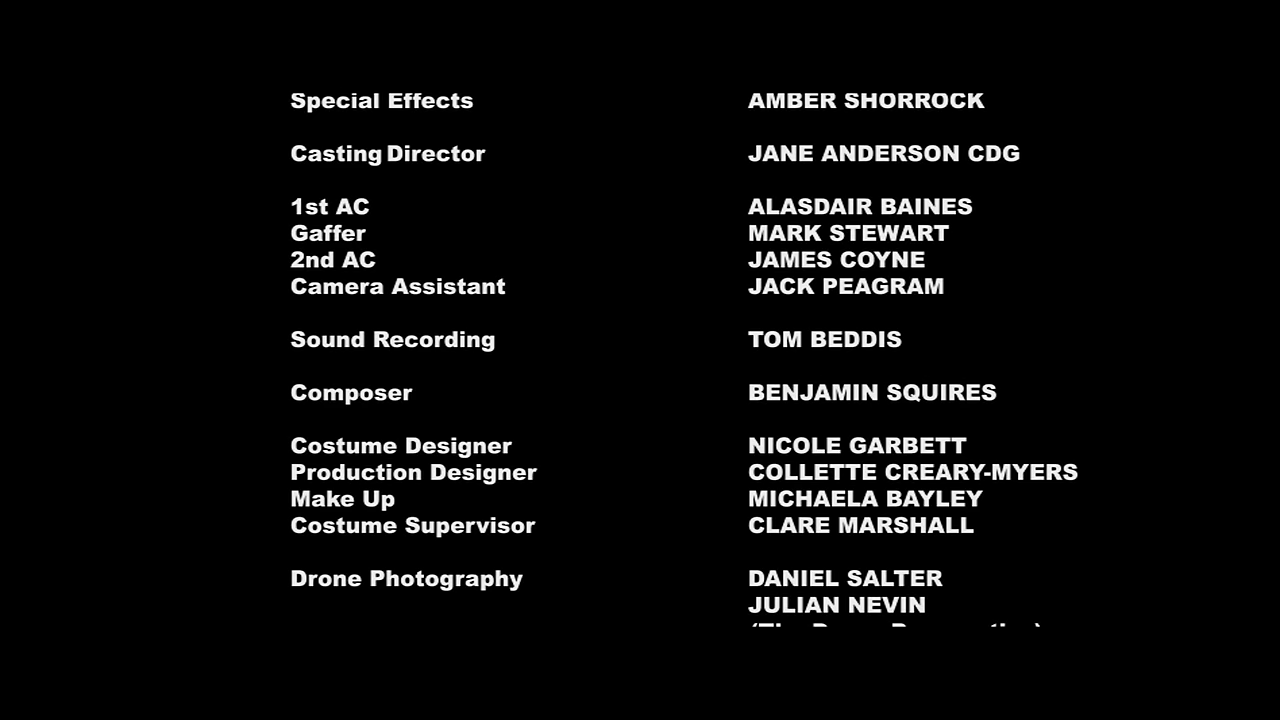 Special Effects AMBER SHORROCK
Casting Director JANE ANDERSON CDG
1st AC ALASDAIR BAINES
Gaffer MARK STEWART
2nd AC JAMES COYNE
Camera Assistant JACK PEAGRAM
Sound Recording TOM BEDDIS
Composer BENJAMIN SQUIRES
Costume Designer NICOLE GARBETT
Production Designer COLLETTE CREARY-MYERS
Make Up MICHAELA BAYLEY
Costume Supervisor CLARE MARSHALL
Drone Photography DANIEL SALTER
JULIAN NEVIN